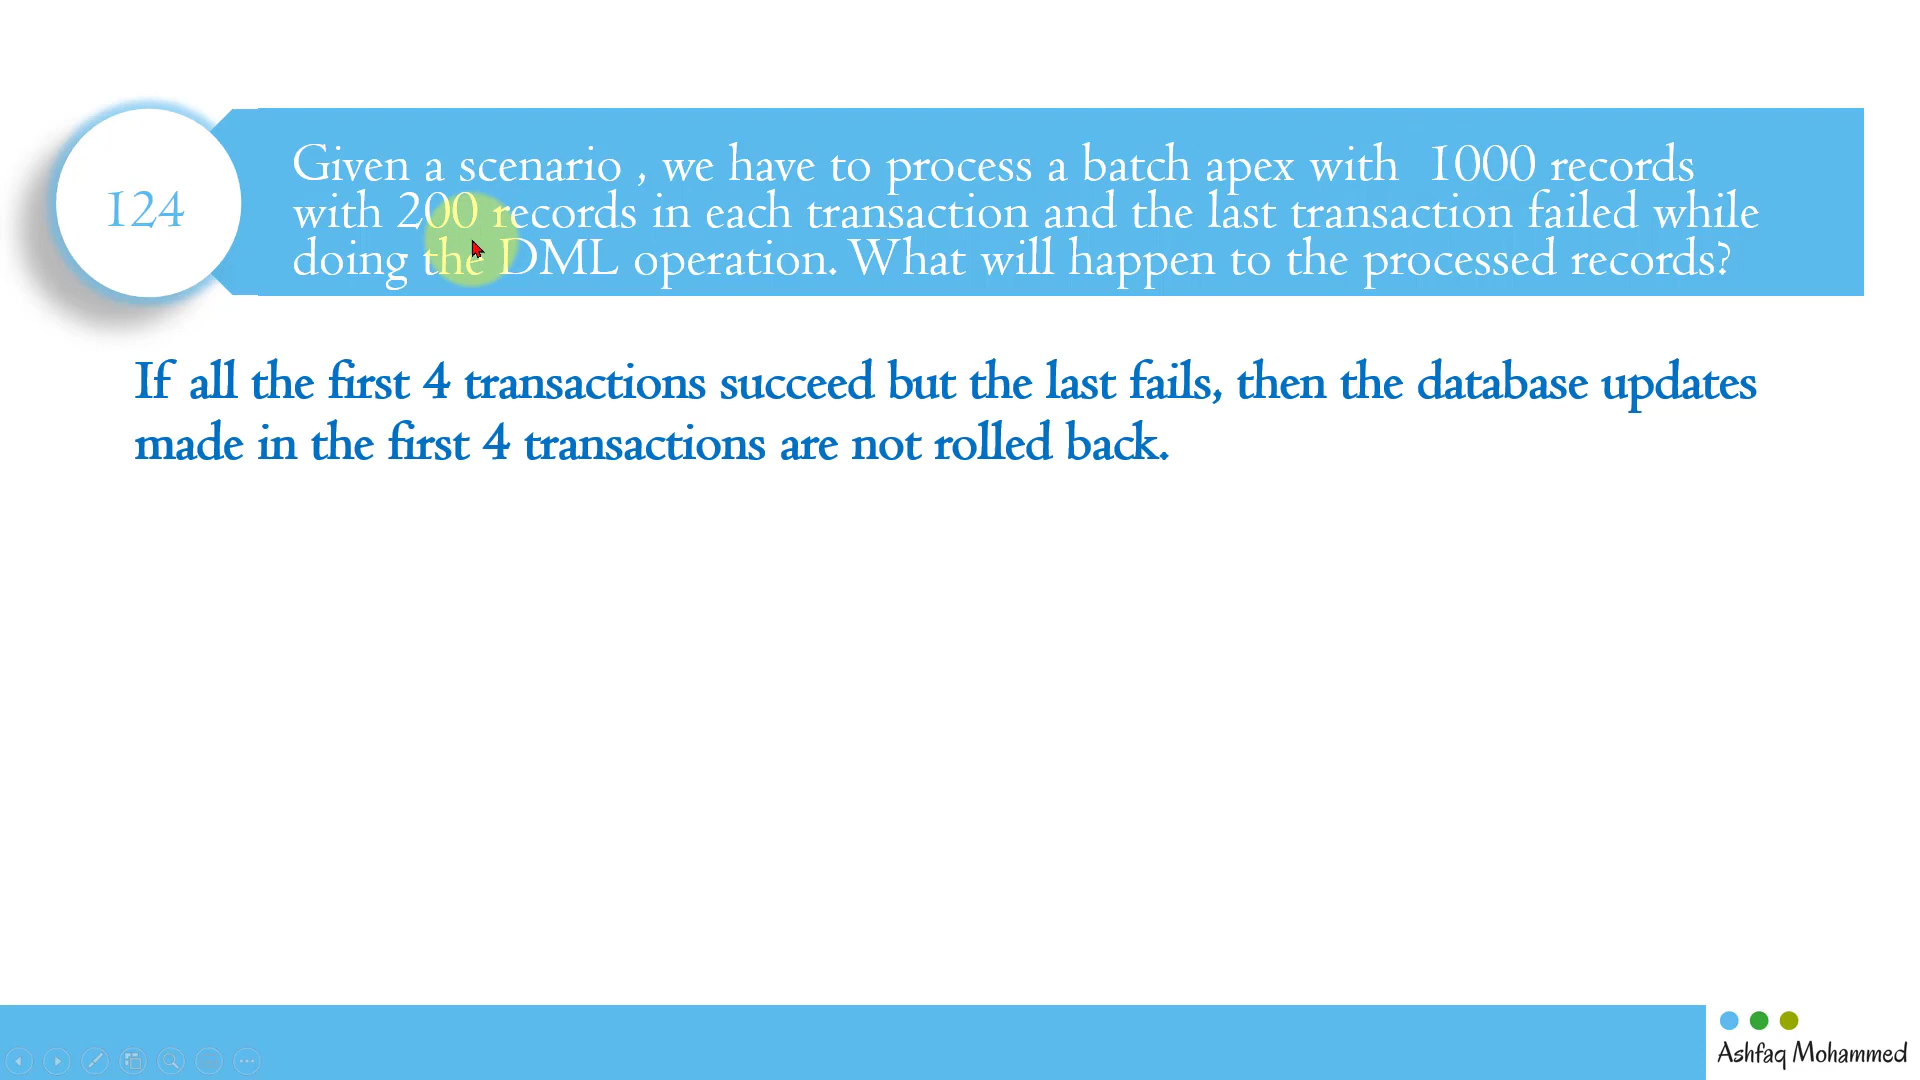 124
Given a scenario , we have to process a batch apex with 1000 records
with 200 records in each transaction and the last transaction failed while
doing the DML operation. What will happen to the processed records?
If all the first 4 transactions succeed but the last fails, then the database updates
made in the first 4 transactions are not rolled back.
Ashfaq Mohammed